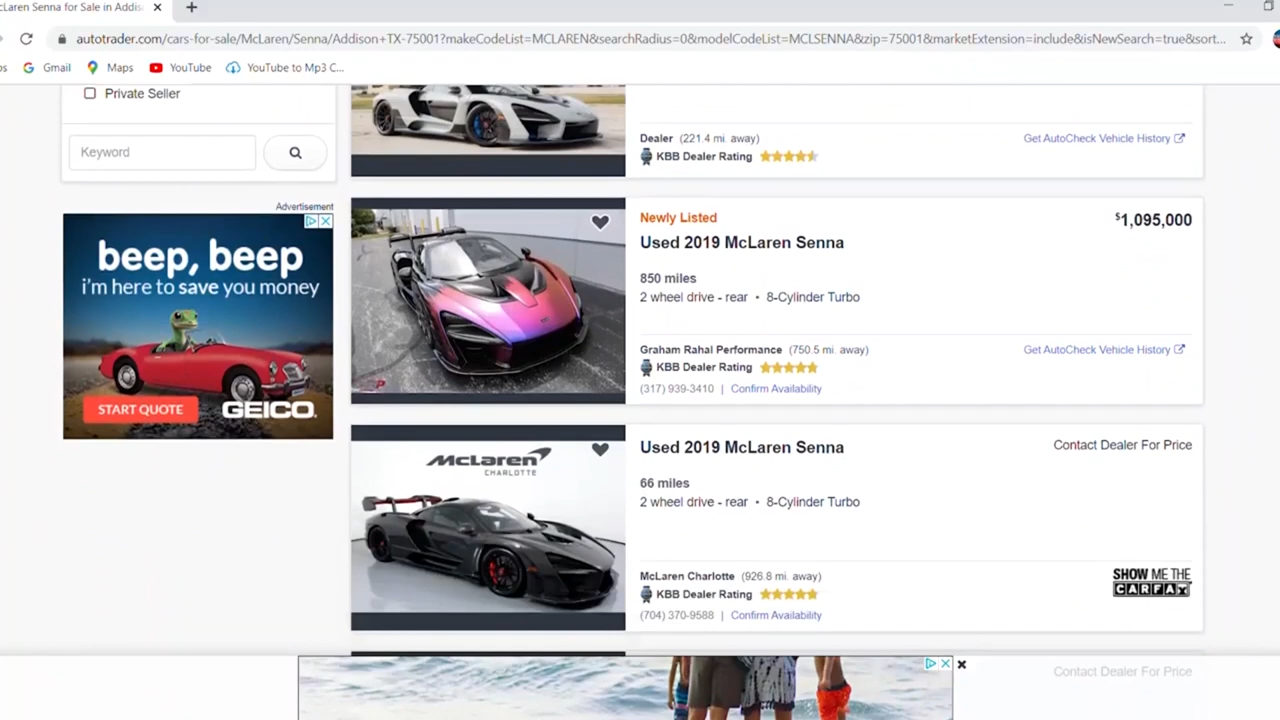 cLaren Senna for Sale in Addis
autotrader.com/cars-for-sale/McLaren/Senna/Addison+TX-75001?makeCodeList=MCLAREN&searchRadius=0&modelCodeList=MCLSENNA&zip=75001&marketExtension=include&isNewSearch=true&sort...
ps
Gmail
Maps
YouTube
YouTube to Mp3 C...
Private Seller
Keyword
Dealer (221.4 mi. away)
Get AutoCheck Vehicle History
KBB Dealer Rating
Advertisement
beep, beep
i'm here to save you money
START QUOTE
GEICO.
Newly Listed
$1,095,000
Used 2019 McLaren Senna
850 miles
2 wheel drive - rear • 8-Cylinder Turbo
Graham Rahal Performance (750.5 mi. away)
Get AutoCheck Vehicle History
KBB Dealer Rating
(317) 939-3410 | Confirm Availability
McLaren
CHARLOTTE
Used 2019 McLaren Senna
Contact Dealer For Price
66 miles
2 wheel drive - rear • 8-Cylinder Turbo
McLaren Charlotte (926.8 mi. away)
SHOW ME THE
CARFAX
KBB Dealer Rating
(704) 370-9588 | Confirm Availability
Contact Dealer For Price